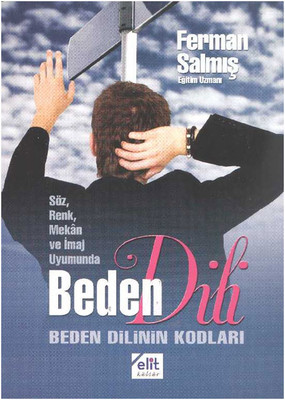 Ferman
Salmış
Eğitim Uzmanı
Söz,
Renk,
Mekân
ve İmaj
Uyumunda
Beden Dili
BEDEN DİLİNİN KODLARI
elit
kültür